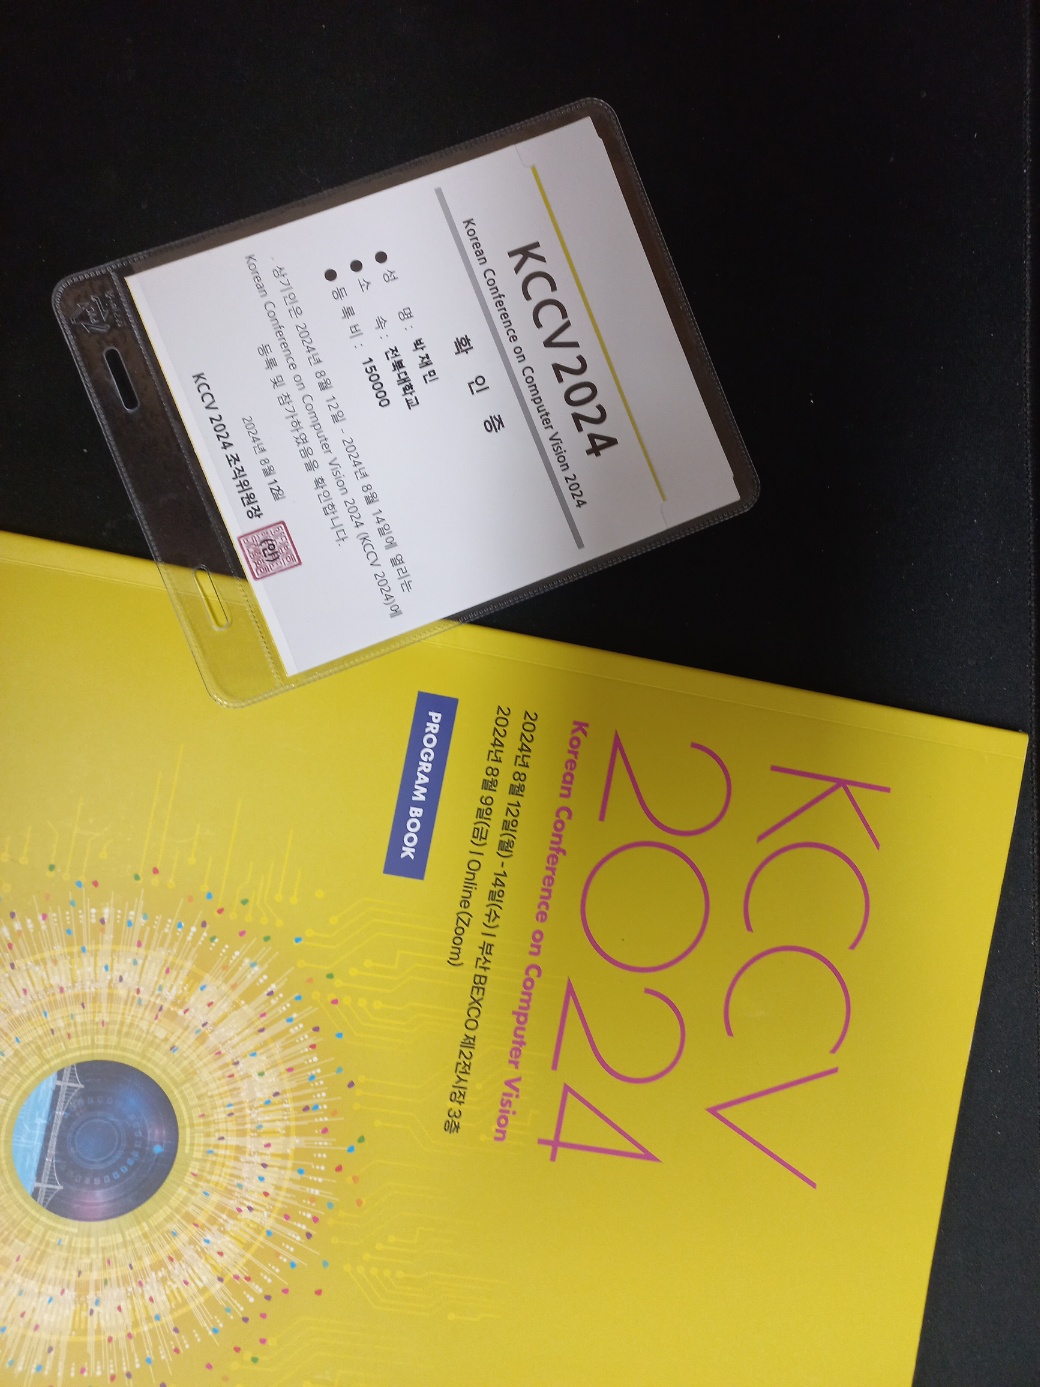 KCCV 2024
Korean Conference on Computer Vision 2024
확 인 증
● 성 명 : 박재민
● 소 속 : 전북대학교
● 등 록 비 : 150000
상기인은 2024년 8월 12일 - 2024년 8월 14일에 열리는
Korean Conference on Computer Vision 2024 (KCCV 2024)에
등록 및 참가하였음을 확인합니다.
2024년 8월 12일
KCCV 2024 조직위원장 (인)
KCCV
2024
Korean Conference on Computer Vision
2024년 8월 12일(월) - 14일(수) | 부산 BEXCO 제2전시장 3층
2024년 8월 9일(금) | Online(Zoom)
PROGRAM BOOK